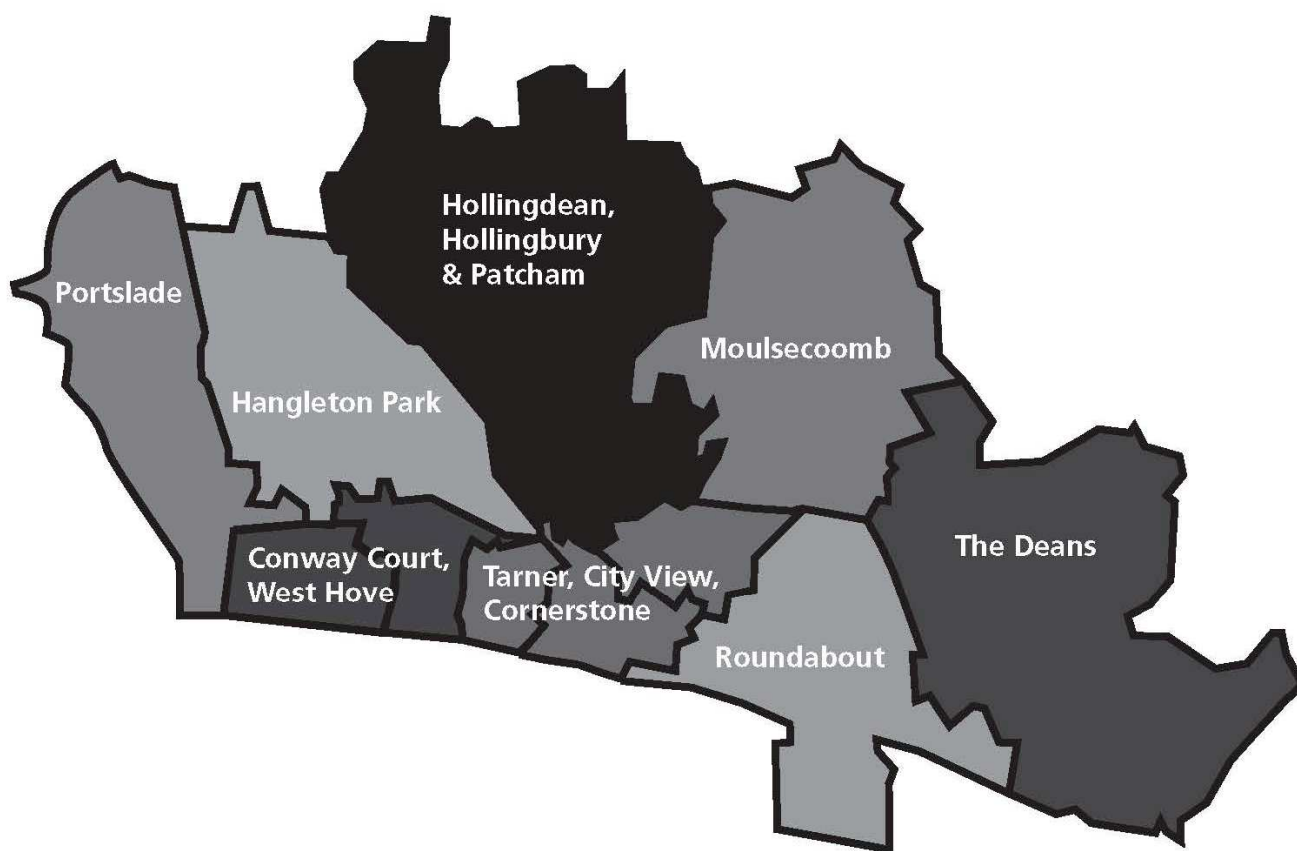 Hollingdean,
Hollingbury
& Patcham
Portslade
Moulsecoomb
Hangleton Park
The Deans
Conway Court,
West Hove
Tarner, City View,
Cornerstone
Roundabout